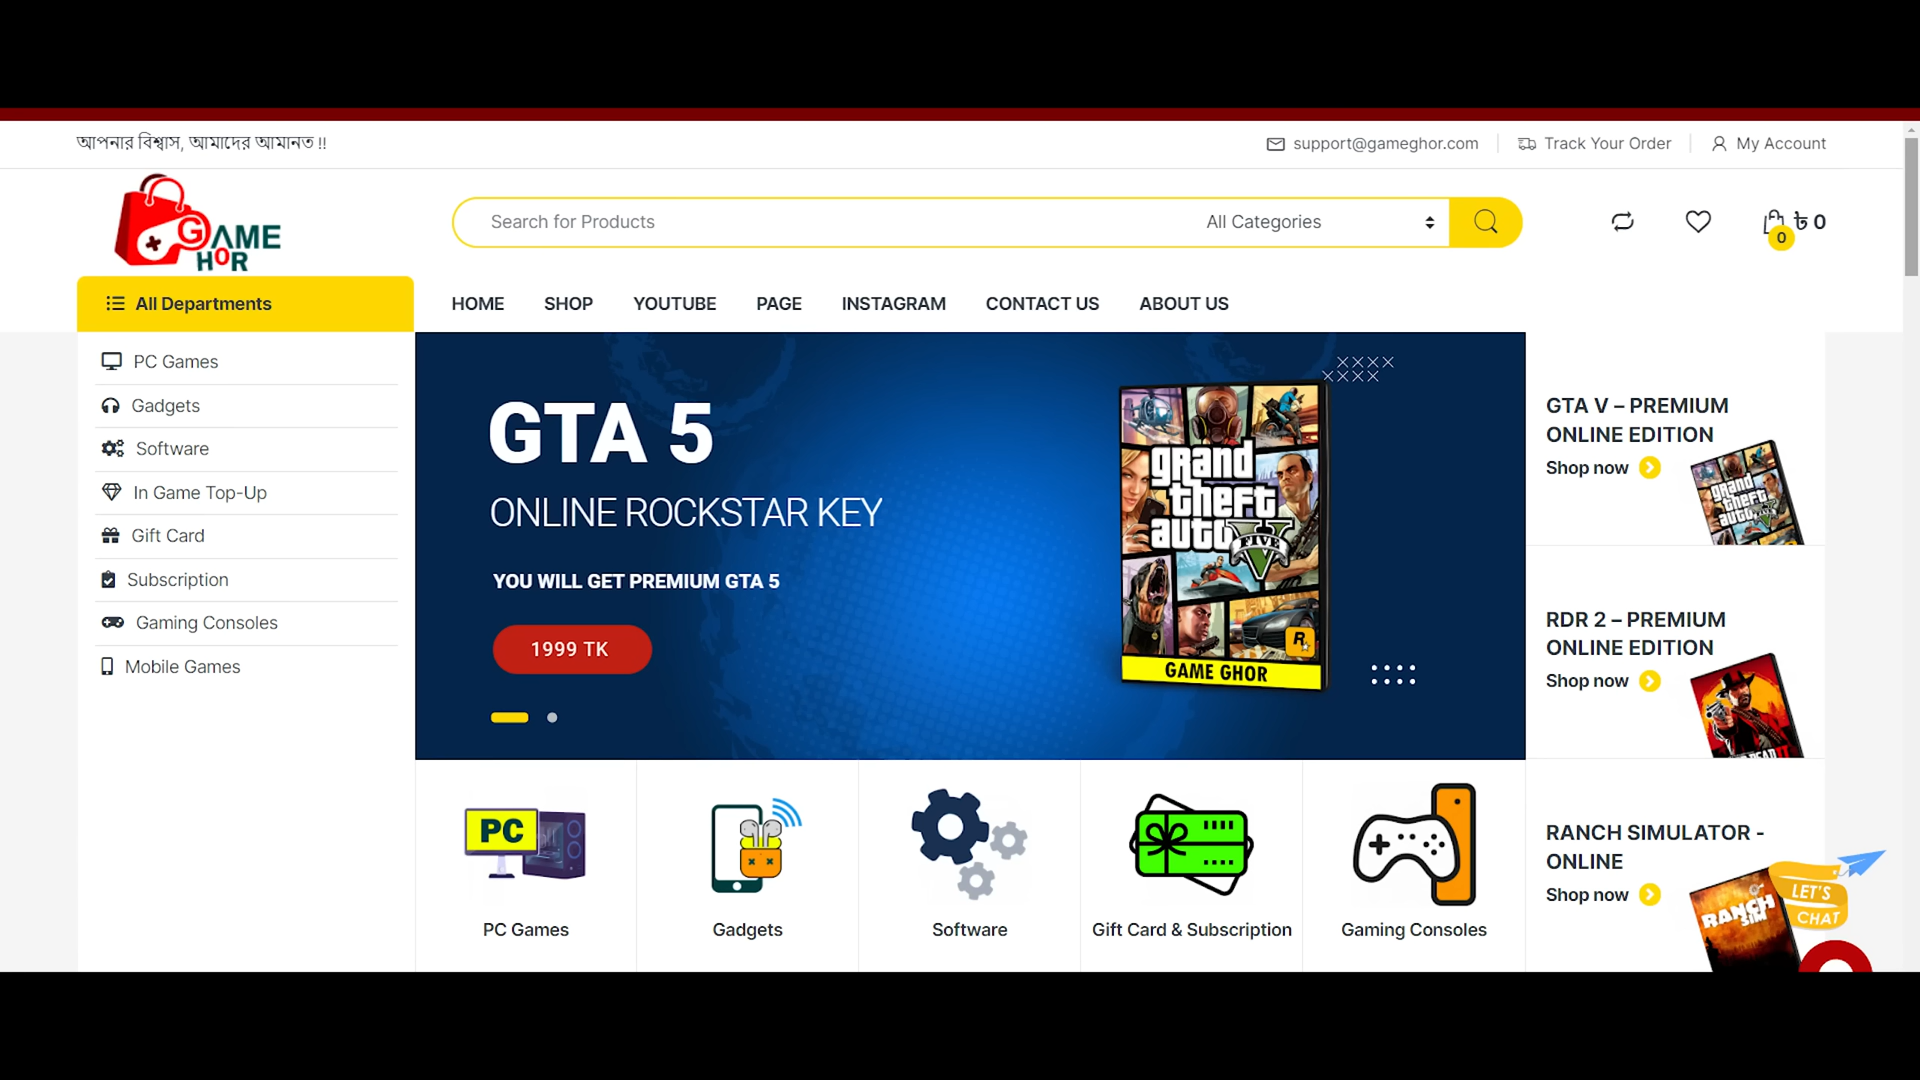 আপনার বিশ্বাস, আমাদের আমানত !!
support@gameghor.com
Track Your Order
My Account
GAME
HOR
Search for Products
All Categories
0
৳ 0
All Departments
HOME
SHOP
YOUTUBE
PAGE
INSTAGRAM
CONTACT US
ABOUT US
PC Games
Gadgets
Software
In Game Top-Up
Gift Card
Subscription
Gaming Consoles
Mobile Games
GTA 5
ONLINE ROCKSTAR KEY
YOU WILL GET PREMIUM GTA 5
1999 TK
grand
theft
auto
FIVE
V
R
GAME GHOR
GTA V – PREMIUM
ONLINE EDITION
Shop now
grand
theft
auto
RDR 2 – PREMIUM
ONLINE EDITION
Shop now
RANCH SIMULATOR -
ONLINE
Shop now
RANCH
SIM
LET'S
CHAT
PC
PC Games
Gadgets
Software
Gift Card & Subscription
Gaming Consoles